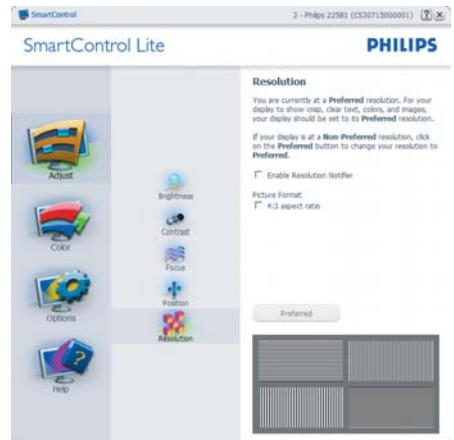 SmartControl
2 - Philips 225B1 (CS30715000001)
SmartControl Lite
PHILIPS
Adjust
Color
Options
Help
Brightness
Contrast
Focus
Position
Resolution
Resolution
You are currently at a Preferred resolution. For your
display to show crisp, clear text, colors, and images,
your display should be set to its Preferred resolution.
If your display is at a Non-Preferred resolution, click
on the Preferred button to change your resolution to
Preferred.
Enable Resolution Notifier
Picture Format
4:3 aspect ratio
Preferred